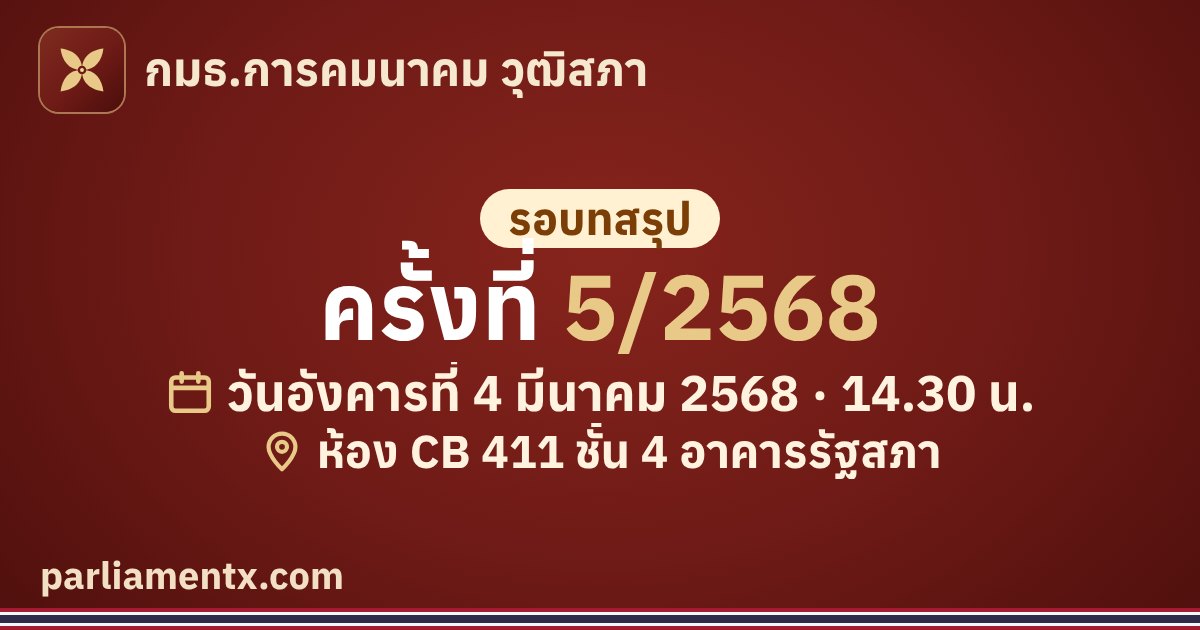 กมธ.การคมนาคม วุฒิสภา
รอบทสรุป
ครั้งที่ 5/2568
วันอังคารที่ 4 มีนาคม 2568 · 14.30 น.
ห้อง CB 411 ชั้น 4 อาคารรัฐสภา
parliamentx.com